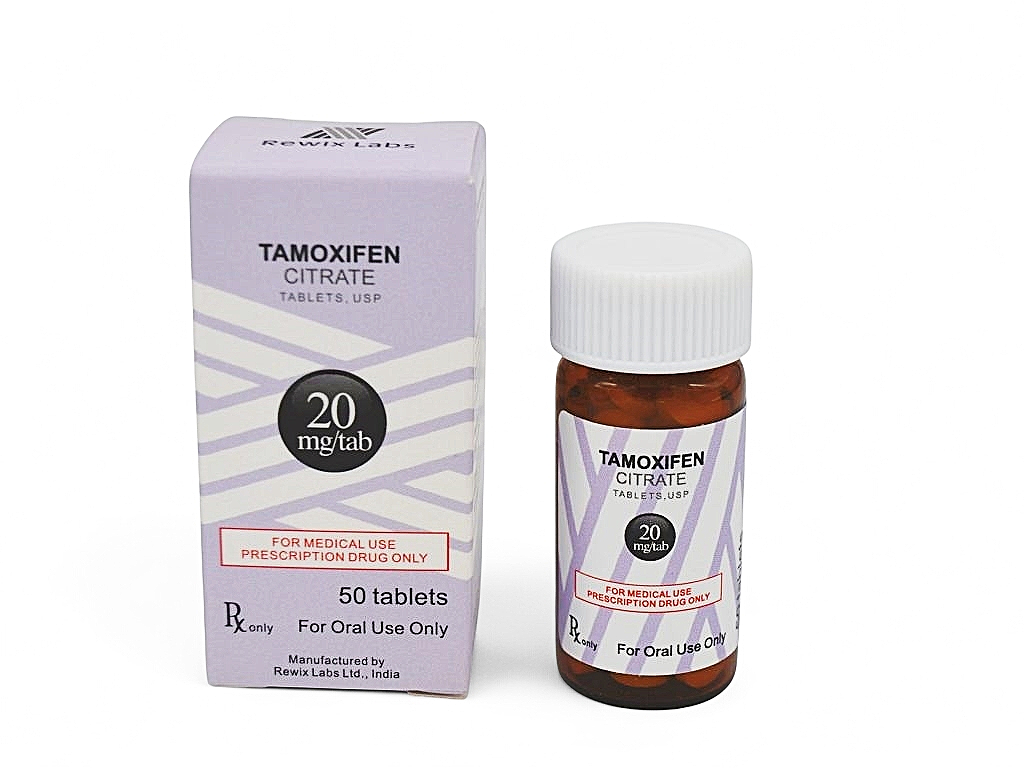 Rewix Labs
TAMOXIFEN
CITRATE
TABLETS, USP
20
mg/tab
FOR MEDICAL USE
PRESCRIPTION DRUG ONLY
50 tablets
Rx only
For Oral Use Only
Manufactured by
Rewix Labs Ltd., India
TAMOXIFEN
CITRATE
TABLETS,USP
20
mg/tab
FOR MEDICAL USE
PRESCRIPTION DRUG ONLY
Rx only
For Oral Use Only